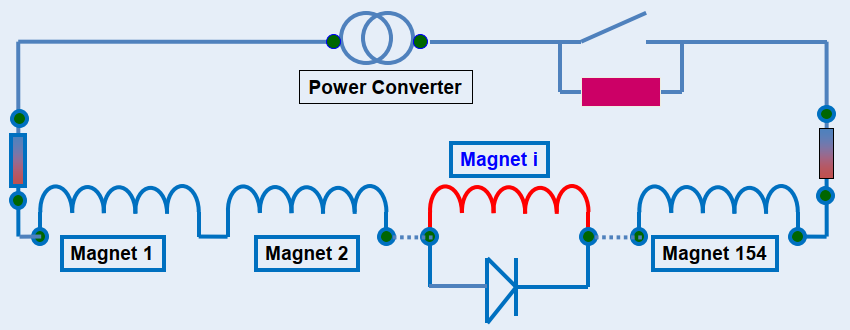 Power Converter
Magnet i
Magnet 1
Magnet 2
Magnet 154